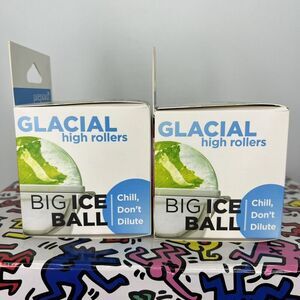 GLACIAL
high rollers
BIG ICE
BALL
Chill,
Don't
Dilute
GLACIAL
high rollers
BIG ICE
BALL
Chill,
Don't
Dilute